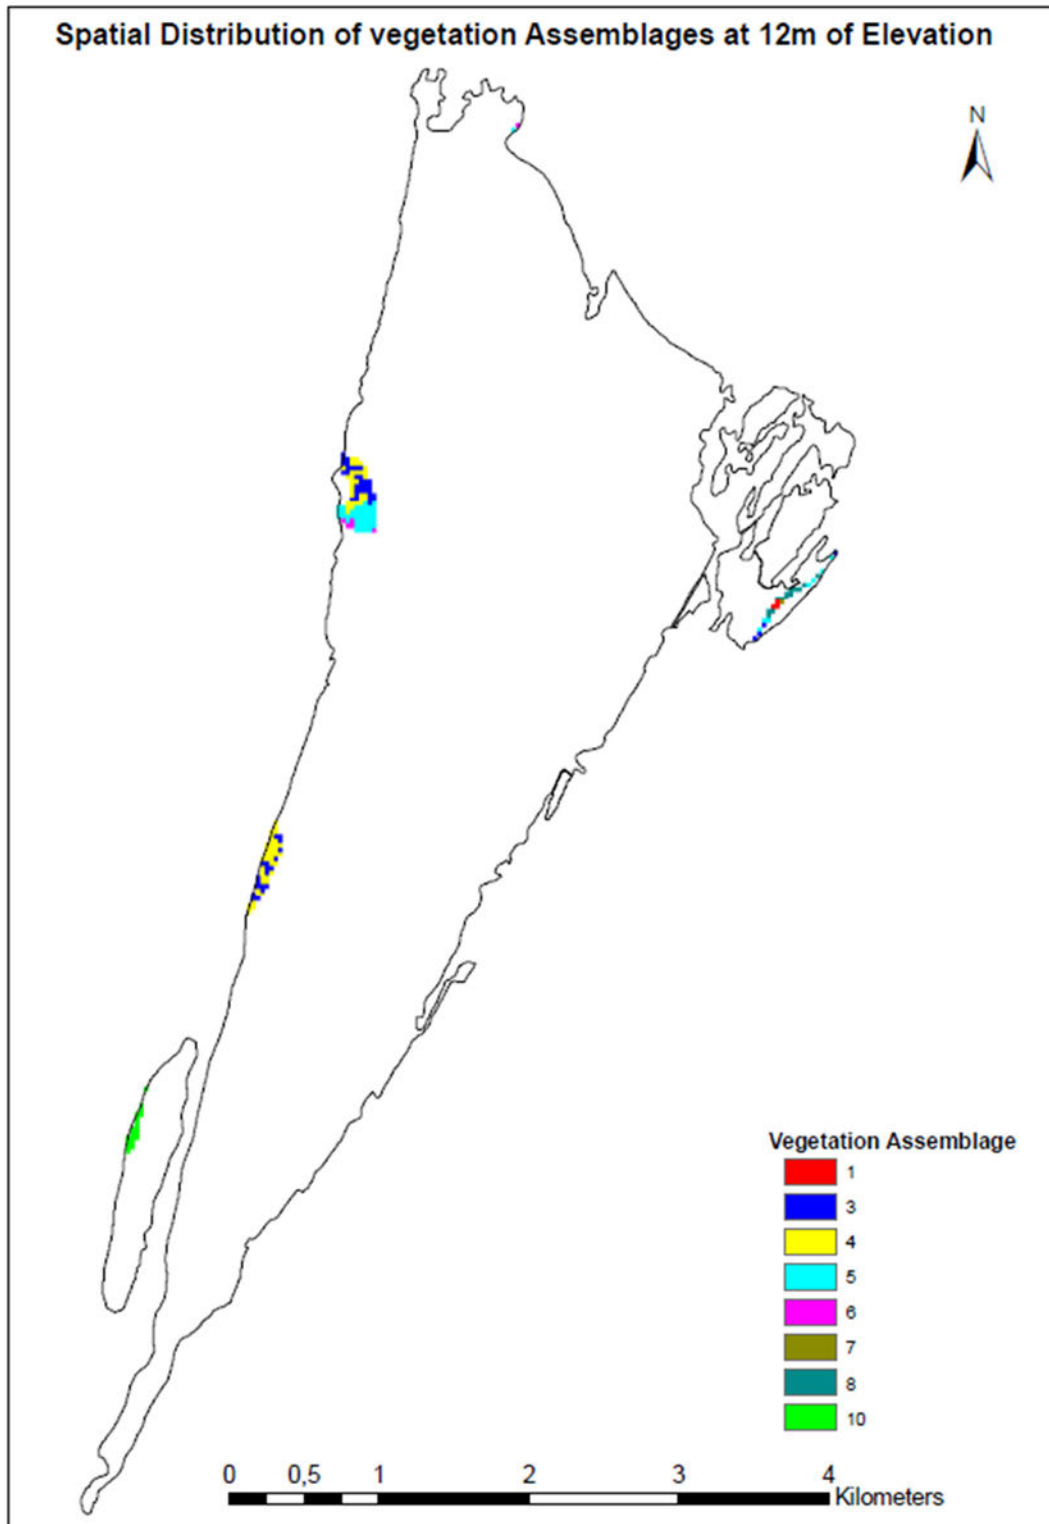 Spatial Distribution of vegetation Assemblages at 12m of Elevation
N
Vegetation Assemblage
1
3
4
5
6
7
8
10
0 0,5 1 2 3 4
Kilometers